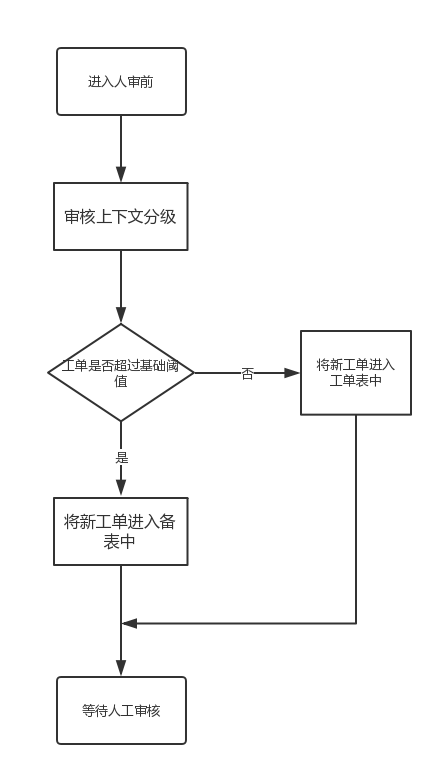 进入人审前
审核上下文分级
工单是否超过基础阈
值
否
将新工单进入
工单表中
是
将新工单进入备
表中
等待人工审核